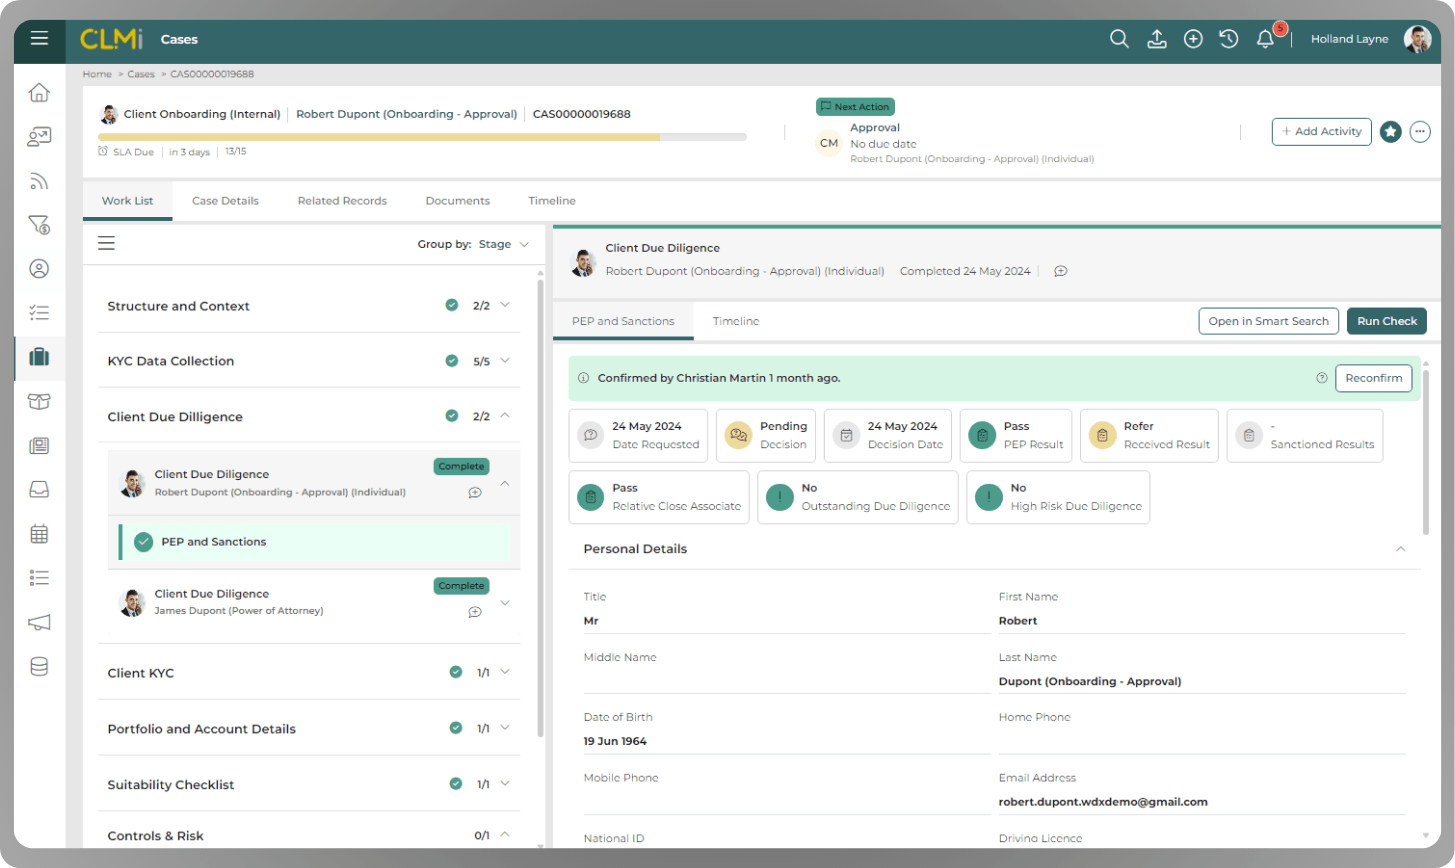 CLMi Cases
5
Holland Layne
Home > Cases > CAS00000019688
Client Onboarding (Internal) Robert Dupont (Onboarding - Approval) CAS00000019688
SLA Due in 3 days 13/15
Next Action
CM
Approval
No due date
Robert Dupont (Onboarding - Approval) (Individual)
+ Add Activity
Work List Case Details Related Records Documents Timeline
Group by: Stage
Structure and Context 2/2
KYC Data Collection 5/5
Client Due Dilligence 2/2
Client Due Diligence Complete
Robert Dupont (Onboarding - Approval) (Individual)
PEP and Sanctions
Client Due Diligence Complete
James Dupont (Power of Attorney)
Client KYC 1/1
Portfolio and Account Details 1/1
Suitability Checklist 1/1
Controls & Risk 0/1
Client Due Diligence
Robert Dupont (Onboarding - Approval) (Individual) Completed 24 May 2024
PEP and Sanctions Timeline Open in Smart Search Run Check
Confirmed by Christian Martin 1 month ago. Reconfirm
24 May 2024
Date Requested
Pending
Decision
24 May 2024
Decision Date
Pass
PEP Result
Refer
Received Result
-
Sanctioned Results
Pass
Relative Close Associate
No
Outstanding Due Diligence
No
High Risk Due Diligence
Personal Details
Title First Name
Mr Robert
Middle Name Last Name
Dupont (Onboarding - Approval)
Date of Birth Home Phone
19 Jun 1964
Mobile Phone Email Address
robert.dupont.wdxdemo@gmail.com
National ID Driving Licence